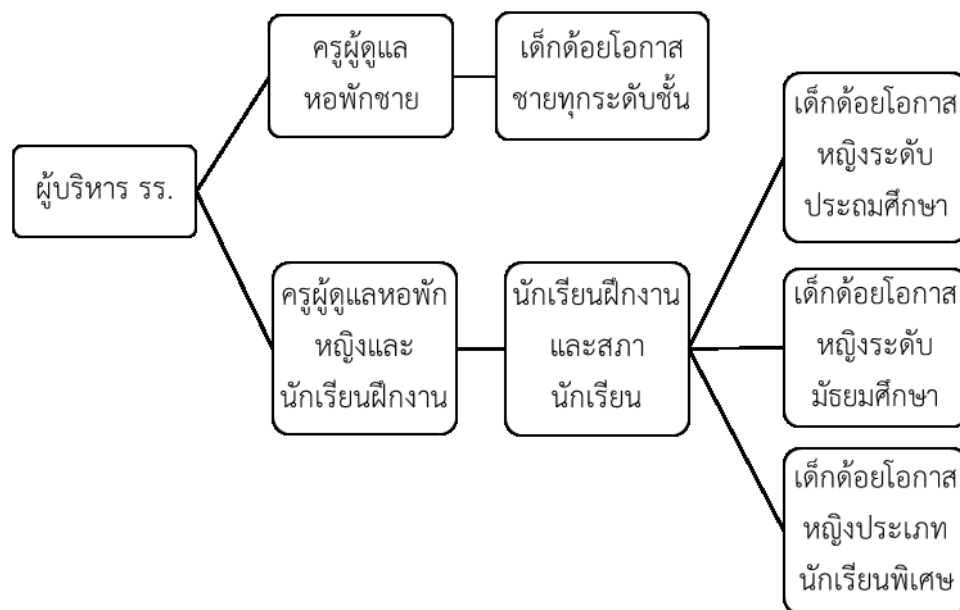 ผู้บริหาร รร.
ครูผู้ดูแล
หอพักชาย
เด็กด้อยโอกาส
ชายทุกระดับชั้น
ครูผู้ดูแลหอพัก
หญิงและ
นักเรียนฝึกงาน
นักเรียนฝึกงาน
และสภา
นักเรียน
เด็กด้อยโอกาส
หญิงระดับ
ประถมศึกษา
เด็กด้อยโอกาส
หญิงระดับ
มัธยมศึกษา
เด็กด้อยโอกาส
หญิงประเภท
นักเรียนพิเศษ